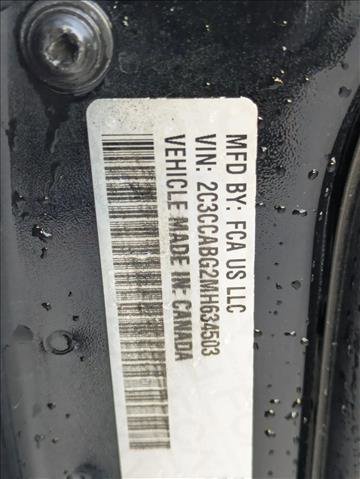 MFD BY: FCA US LLC
VIN: 2C3CCABG2MH634503
VEHICLE MADE IN: CANADA